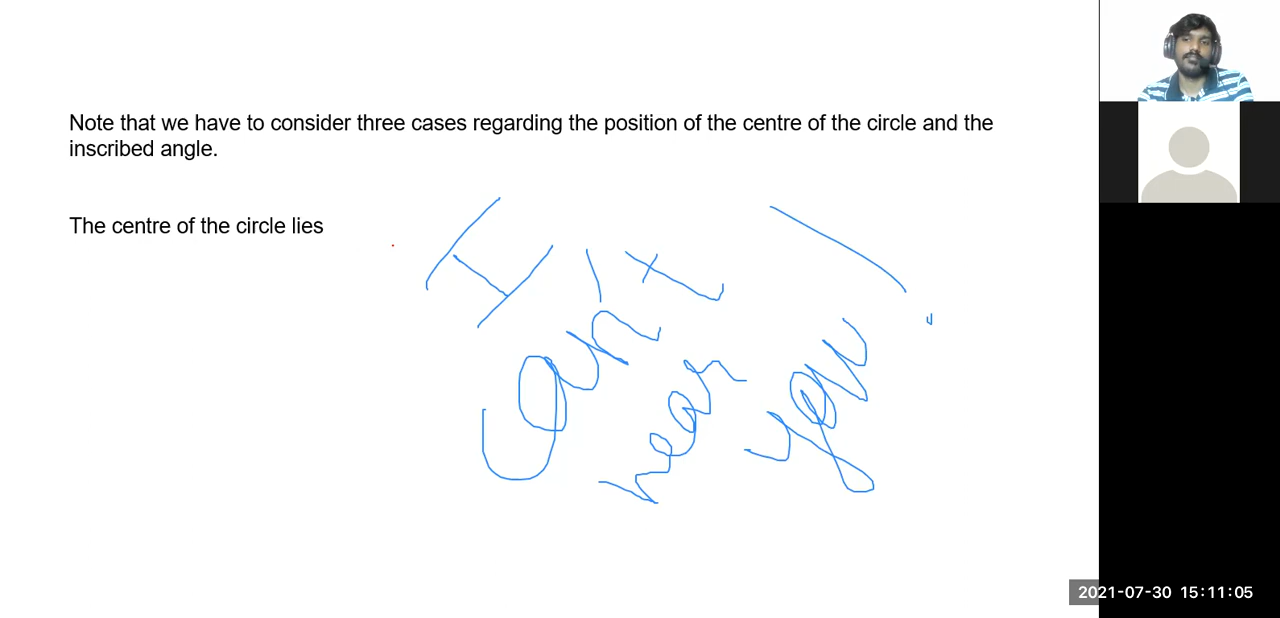 Note that we have to consider three cases regarding the position of the centre of the circle and the
inscribed angle.
The centre of the circle lies
I
can't
hear
you!
2021-07-30 15:11:05